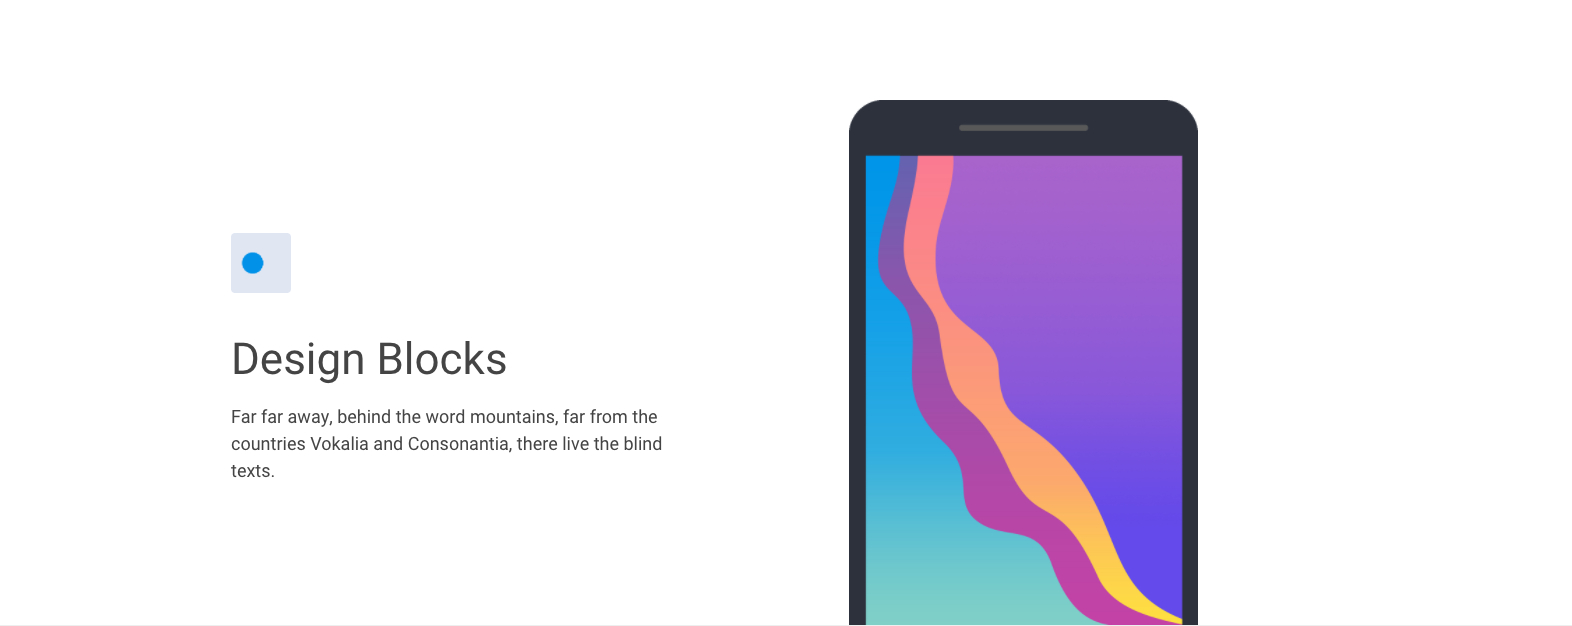 Design Blocks
Far far away, behind the word mountains, far from the
countries Vokalia and Consonantia, there live the blind
texts.